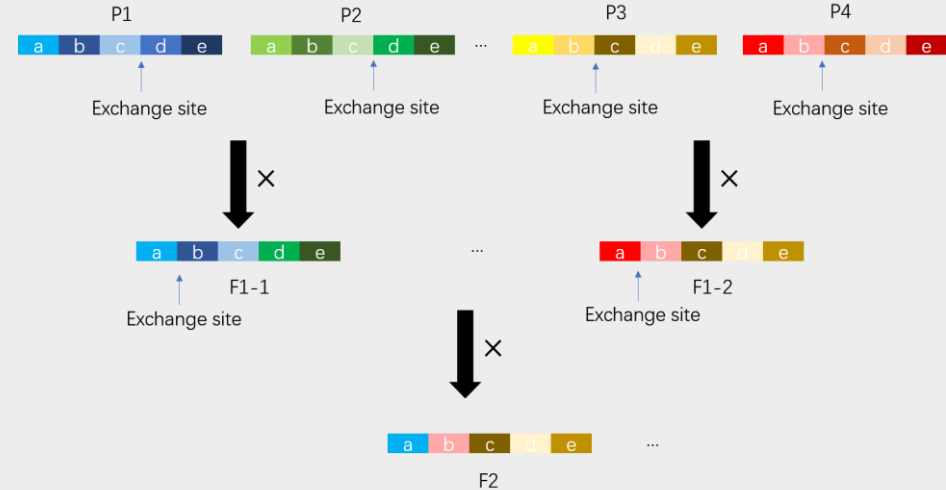 P1 P2 P3 P4
a b c d e a b c d e ... a b c d e a b c d e
Exchange site Exchange site Exchange site Exchange site
× ×
a b c d e ... a b c d e
F1-1 F1-2
Exchange site Exchange site
×
a b c d e ...
F2